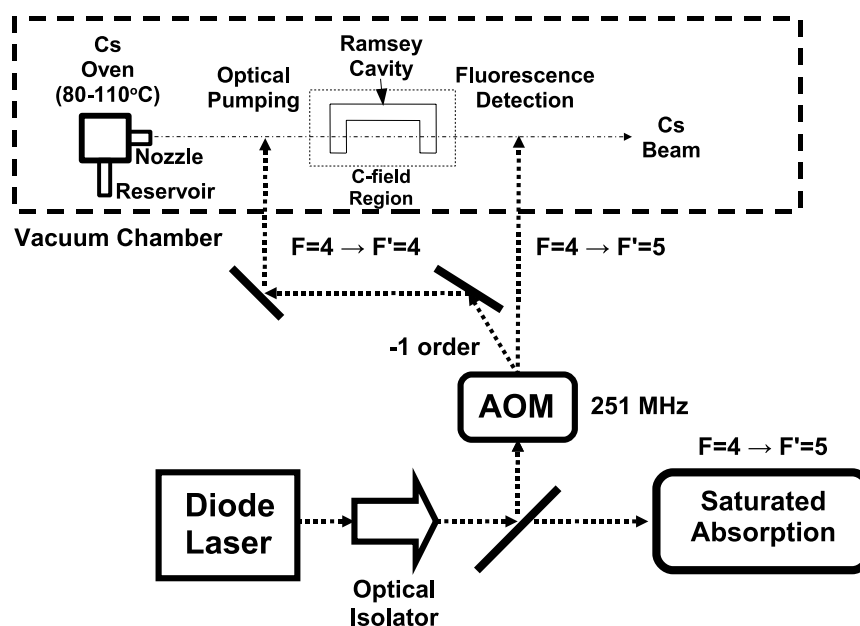 Cs
Oven
(80-110°C)
Optical
Pumping
Ramsey
Cavity
Fluorescence
Detection
Cs
Beam
Nozzle
Reservoir
C-field
Region
Vacuum Chamber
F=4 → F'=4
F=4 → F'=5
-1 order
AOM
251 MHz
F=4 → F'=5
Diode
Laser
Optical
Isolator
Saturated
Absorption